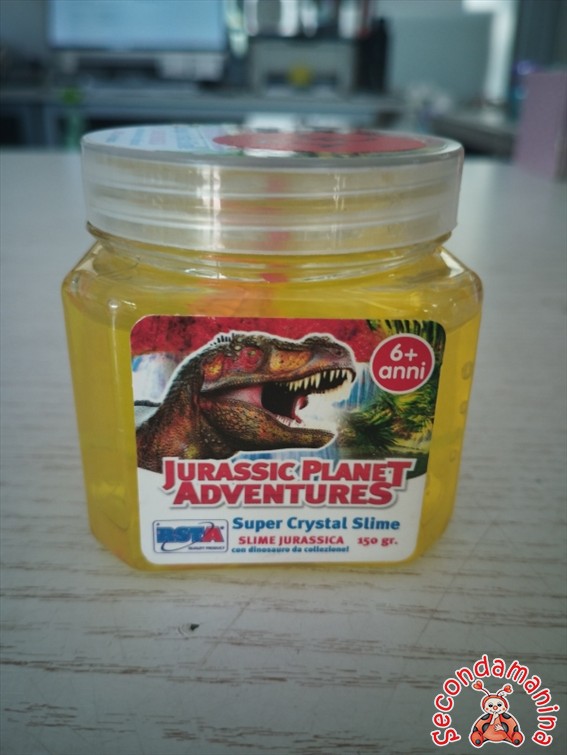 6+
anni
JURASSIC PLANET
ADVENTURES
RSTA
Super Crystal Slime
SLIME JURASSICA 150 gr.
con dinosauro da collezione!
secondamanina